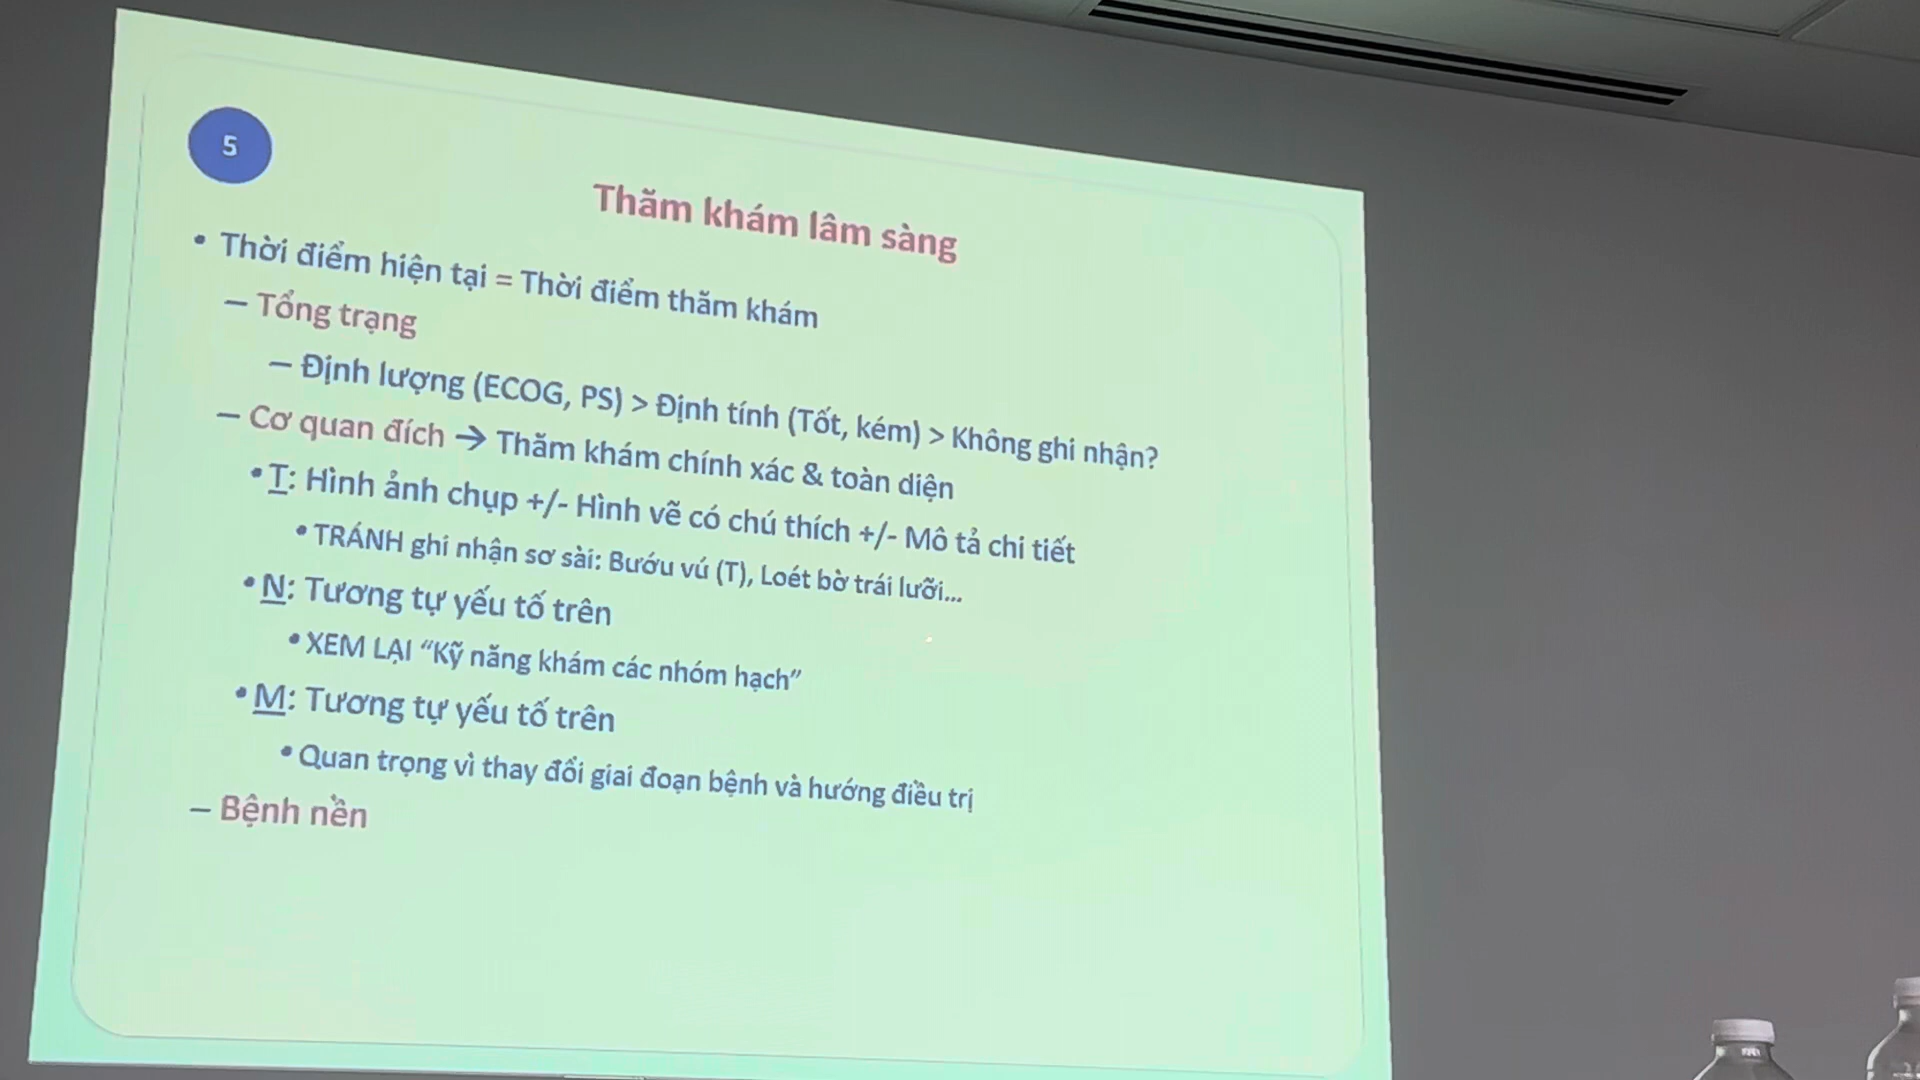 5
Thăm khám lâm sàng
• Thời điểm hiện tại = Thời điểm thăm khám
– Tổng trạng
– Định lượng (ECOG, PS) > Định tính (Tốt, kém) > Không ghi nhận?
– Cơ quan đích → Thăm khám chính xác & toàn diện
• T: Hình ảnh chụp +/- Hình vẽ có chú thích +/- Mô tả chi tiết
• TRÁNH ghi nhận sơ sài: Bướu vú (T), Loét bờ trái lưỡi...
• N: Tương tự yếu tố trên
• XEM LẠI “Kỹ năng khám các nhóm hạch”
• M: Tương tự yếu tố trên
• Quan trọng vì thay đổi giai đoạn bệnh và hướng điều trị
– Bệnh nền